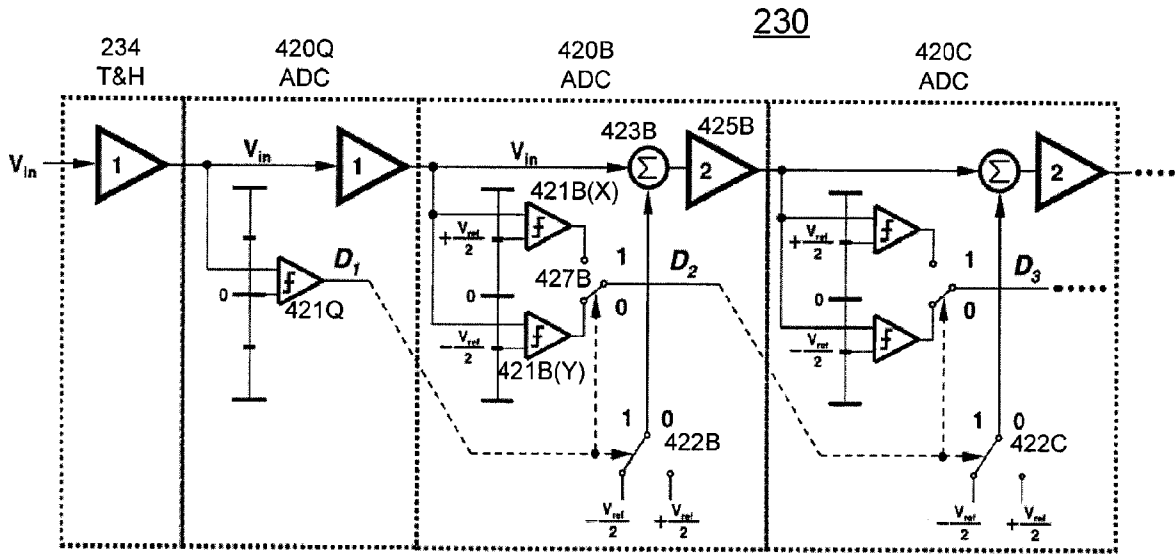 230
234
T&H
420Q
ADC
420B
ADC
420C
ADC
V_in
1
V_in
1
V_in
423B
Σ
425B
2
Σ
2
0
D_1
421Q
421B(X)
+V_ref/2
427B
1
D_2
0
0
-V_ref/2
421B(Y)
+V_ref/2
1
D_3
0
0
-V_ref/2
1 0
422B
-V_ref/2 +V_ref/2
1 0
422C
-V_ref/2 +V_ref/2